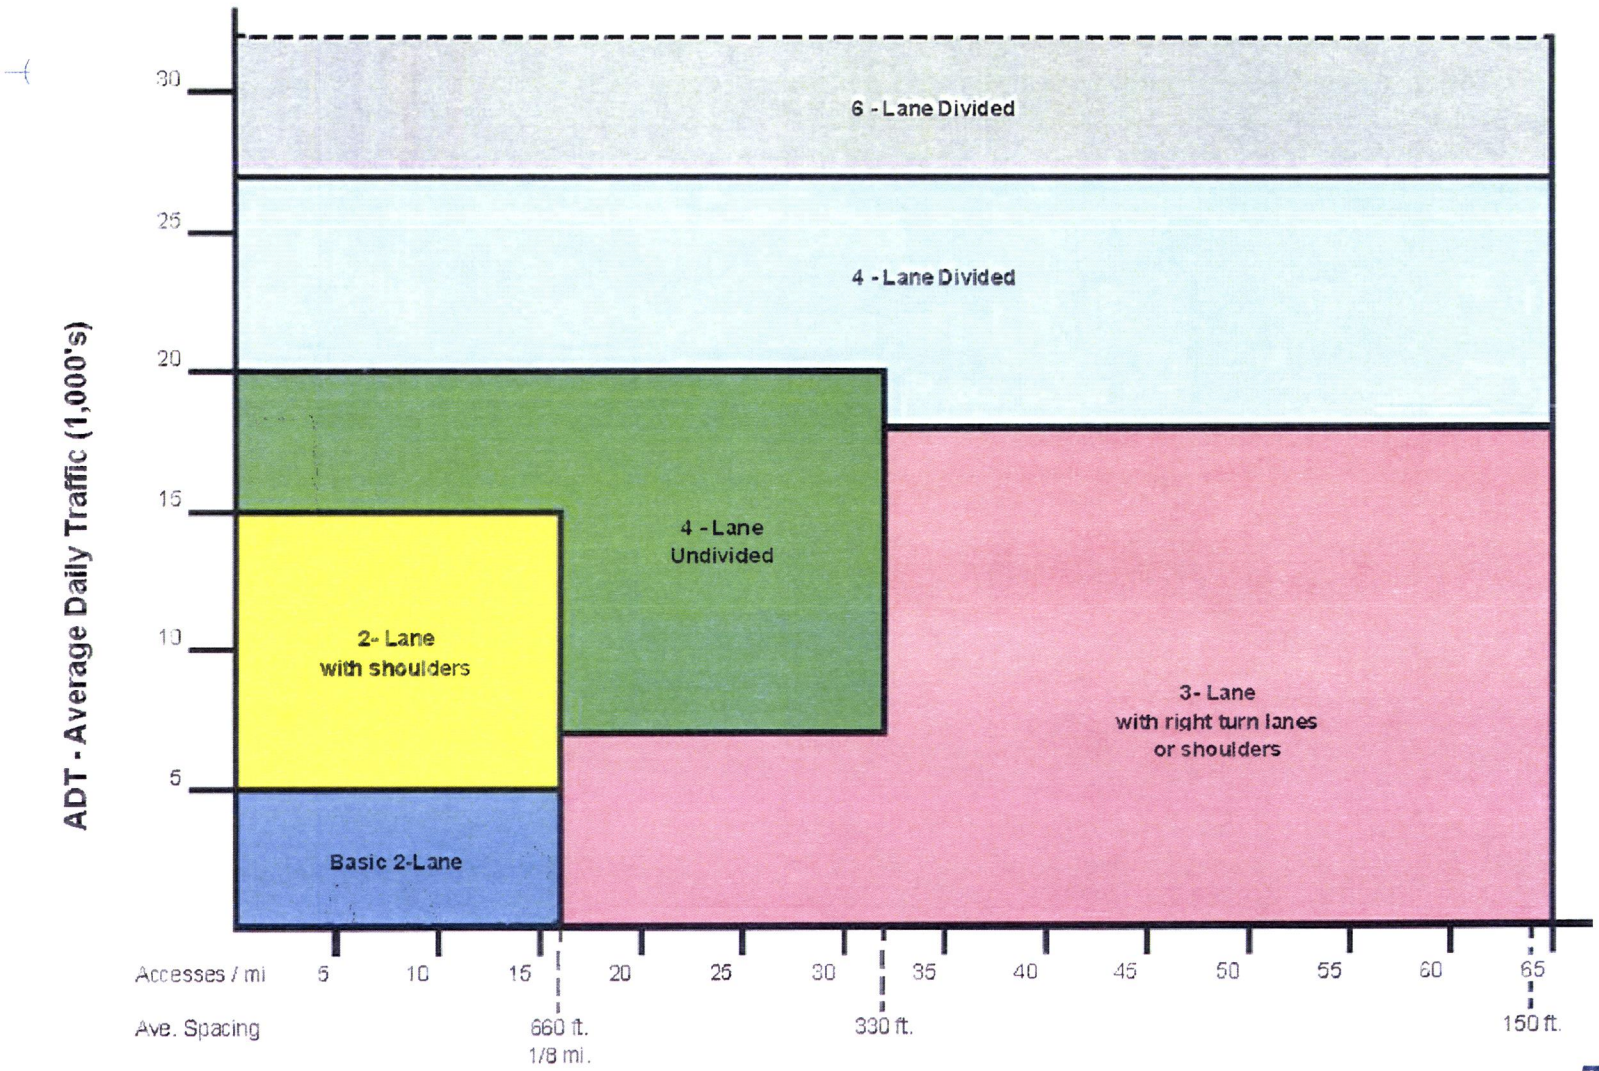 30
6 - Lane Divided
25
4 - Lane Divided
20
15
4 - Lane
Undivided
10
2- Lane
with shoulders
3- Lane
with right turn lanes
or shoulders
5
Basic 2-Lane
ADT - Average Daily Traffic (1,000's)
Accesses / mi 5 10 15 20 25 30 35 40 45 50 55 60 65
Ave. Spacing 660 ft. 330 ft. 150 ft.
1/8 mi.